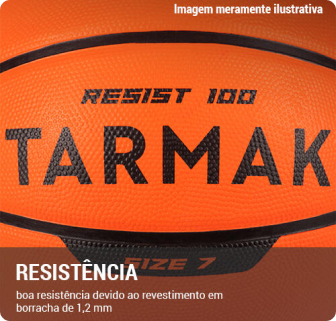 Imagem meramente ilustrativa
RESIST 100
TARMAK
SIZE 7
RESISTÊNCIA
boa resistência devido ao revestimento em
borracha de 1,2 mm